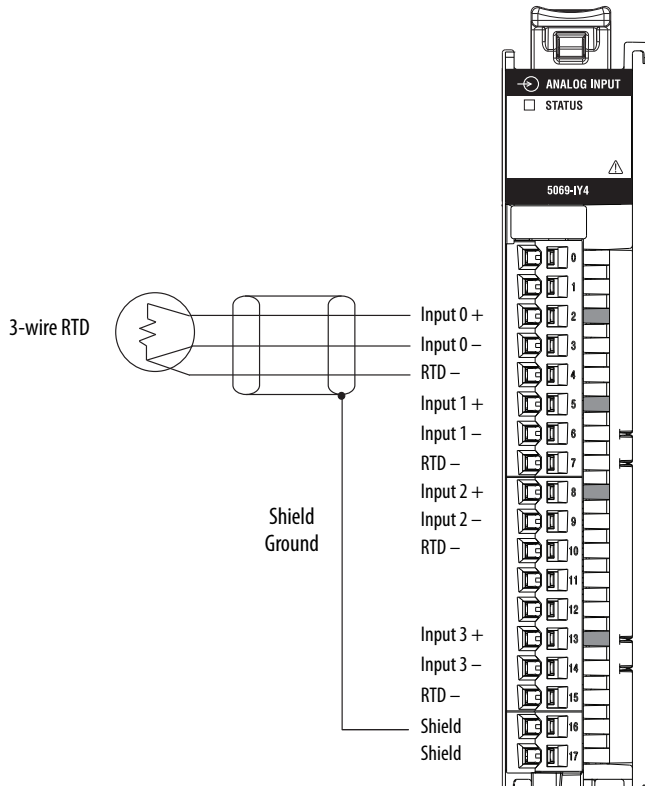 ANALOG INPUT
STATUS
5069-IY4
0
1
Input 0 + 2
3-wire RTD
Input 0 – 3
RTD – 4
Input 1 + 5
Input 1 – 6
RTD – 7
Input 2 + 8
Shield
Ground
Input 2 – 9
RTD – 10
11
12
Input 3 + 13
Input 3 – 14
RTD – 15
Shield 16
Shield 17